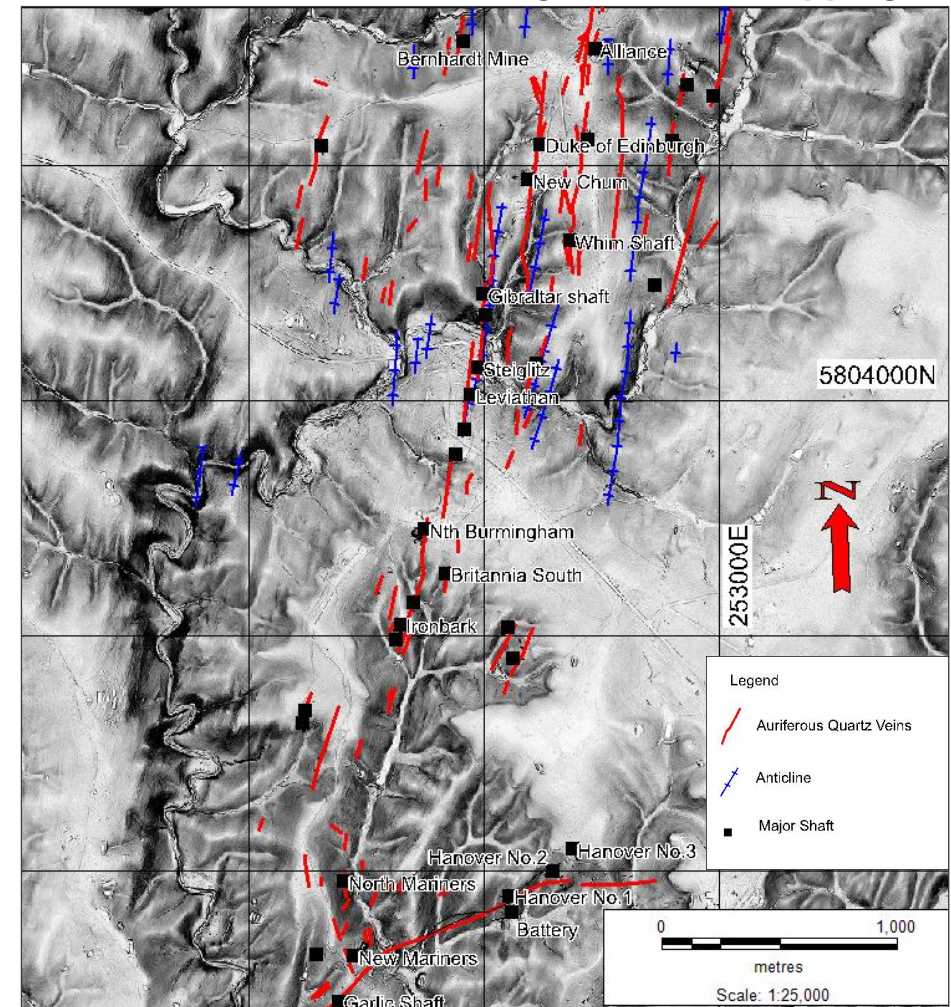 Bernhardt Mine
Alliance
Duke of Edinburgh
New Chum
Whim Shaft
Gibraltar shaft
Steiglitz
5804000N
Leviathan
N
Nth Burmingham
253000E
Britannia South
Ironbark
Legend
Auriferous Quartz Veins
Anticline
Major Shaft
Hanover No.3
Hanover No.2
North Mariners
Hanover No.1
Battery
New Mariners
Garlic Shaft
0 1,000
metres
Scale: 1:25,000